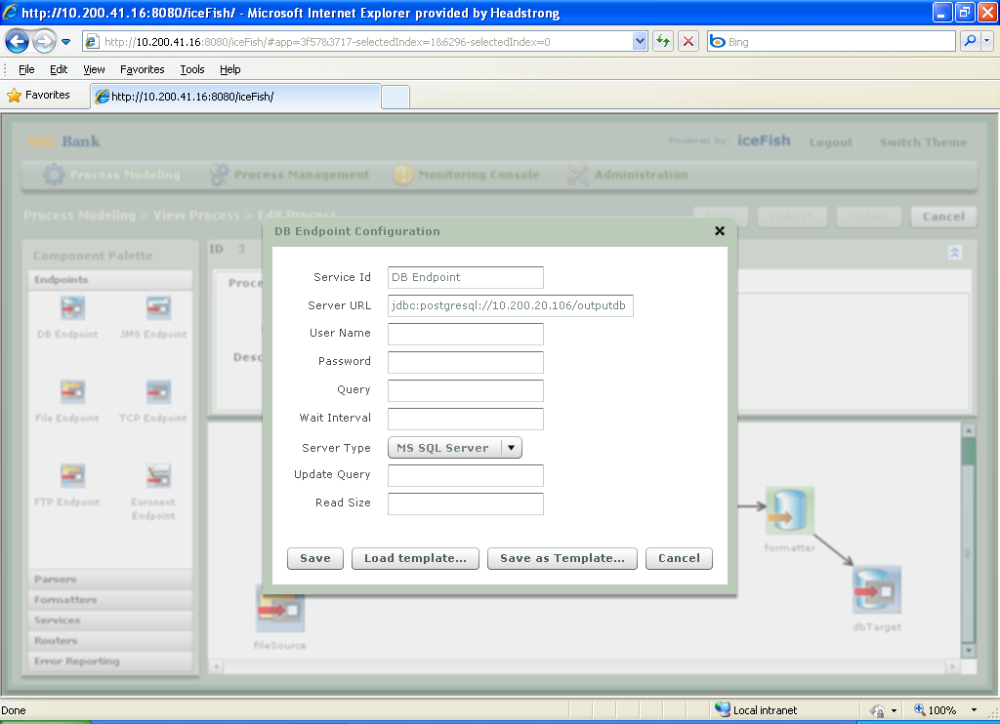 http://10.200.41.16:8080/iceFish/ - Microsoft Internet Explorer provided by Headstrong
http://10.200.41.16:8080/iceFish/#app=3f57&3717-selectedIndex=1&6296-selectedIndex=0
Bing
File Edit View Favorites Tools Help
Favorites http://10.200.41.16:8080/iceFish/
ABC Bank
Powered by: iceFish Logout Switch Theme
Process Modeling Process Management Monitoring Console Administration
Process Modeling > View Process > Edit Process
Save Publish Delete Cancel
DB Endpoint Configuration
Component Palette
ID 3
Endpoints
Proce
Desc
DB Endpoint JMS Endpoint
File Endpoint TCP Endpoint
FTP Endpoint Euronext Endpoint
Parsers
Formatters
Services
Routers
Error Reporting
Service Id DB Endpoint
Server URL jdbc:postgresql://10.200.20.106/outputdb
User Name
Password
Query
Wait Interval
Server Type MS SQL Server
Update Query
Read Size
Save Load template... Save as Template... Cancel
formatter
dbTarget
fileSource
Done Local intranet 100%